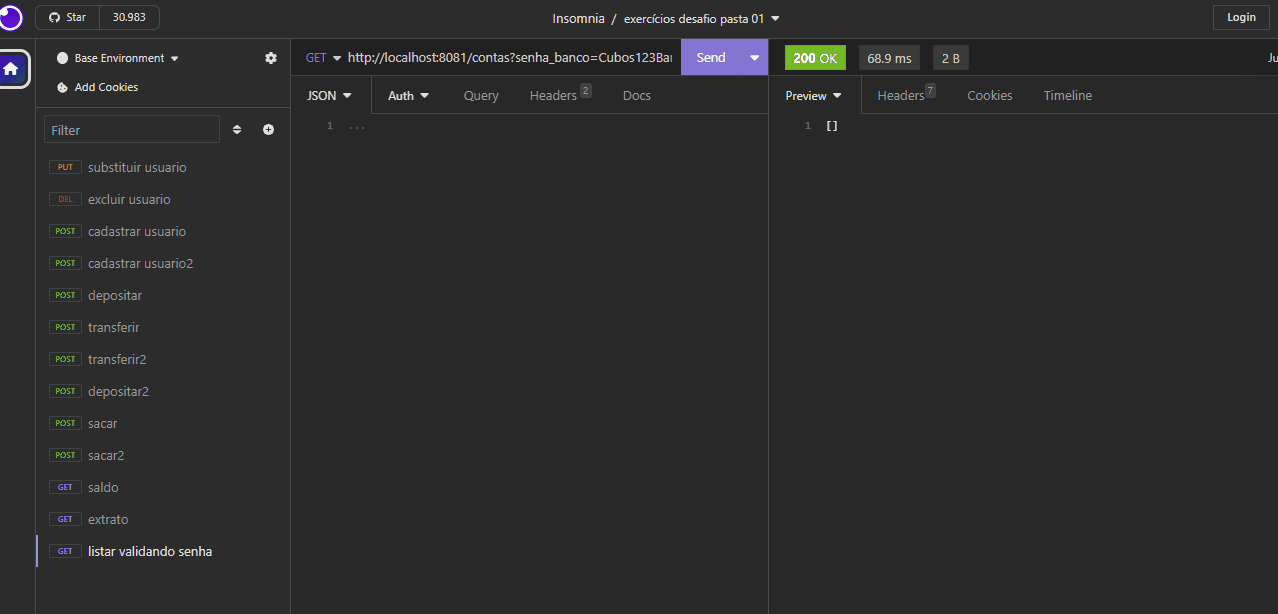 Star 30.983
Insomnia / exercícios desafio pasta 01
Login
Base Environment
Add Cookies
Filter
PUT substituir usuario
DEL excluir usuario
POST cadastrar usuario
POST cadastrar usuario2
POST depositar
POST transferir
POST transferir2
POST depositar2
POST sacar
POST sacar2
GET saldo
GET extrato
GET listar validando senha
GET http://localhost:8081/contas?senha_banco=Cubos123Ba
Send
JSON Auth Query Headers 2 Docs
1 ...
200 OK 68.9 ms 2 B
Preview Headers 7 Cookies Timeline
1 []